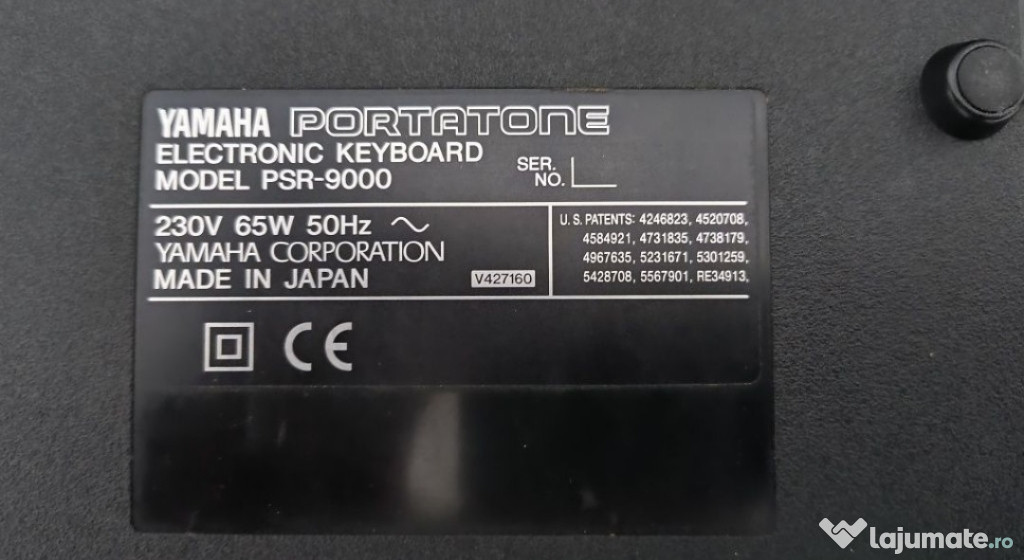 YAMAHA PORTATONE
ELECTRONIC KEYBOARD
MODEL PSR-9000
SER.
NO.
230V 65W 50Hz
YAMAHA CORPORATION
MADE IN JAPAN
V427160
U.S. PATENTS: 4246823, 4520708,
4584921, 4731835, 4738179,
4967635, 5231671, 5301259,
5428708, 5567901, RE34913,
CE
lajumate.ro